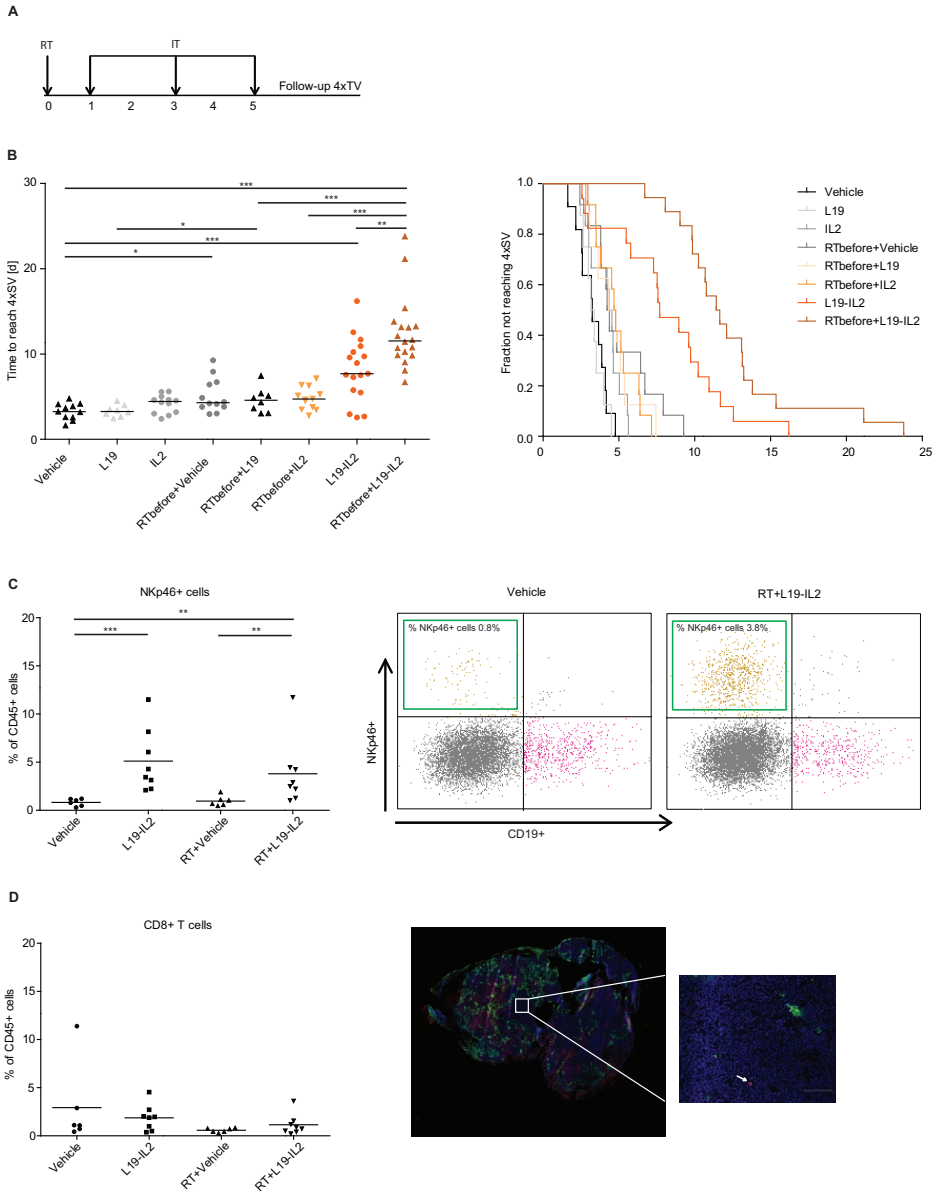 A
RT
IT
Follow-up 4xTV
0 1 2 3 4 5
B
Time to reach 4xSV [d]
30
20
10
0
***
***
*
***
***
**
*
Vehicle
L19
IL2
RTbefore+Vehicle
RTbefore+L19
RTbefore+IL2
L19-IL2
RTbefore+L19-IL2
Fraction not reaching 4xSV
1.0
0.8
0.6
0.4
0.2
0.0
0 5 10 15 20 25
Vehicle
L19
IL2
RTbefore+Vehicle
RTbefore+L19
RTbefore+IL2
L19-IL2
RTbefore+L19-IL2
C
NKp46+ cells
% of CD45+ cells
20
15
10
5
0
**
***
**
Vehicle
L19-IL2
RT+Vehicle
RT+L19-IL2
Vehicle
% NKp46+ cells 0.8%
RT+L19-IL2
% NKp46+ cells 3.8%
NKp46+
CD19+
D
CD8+ T cells
% of CD45+ cells
20
15
10
5
0
Vehicle
L19-IL2
RT+Vehicle
RT+L19-IL2